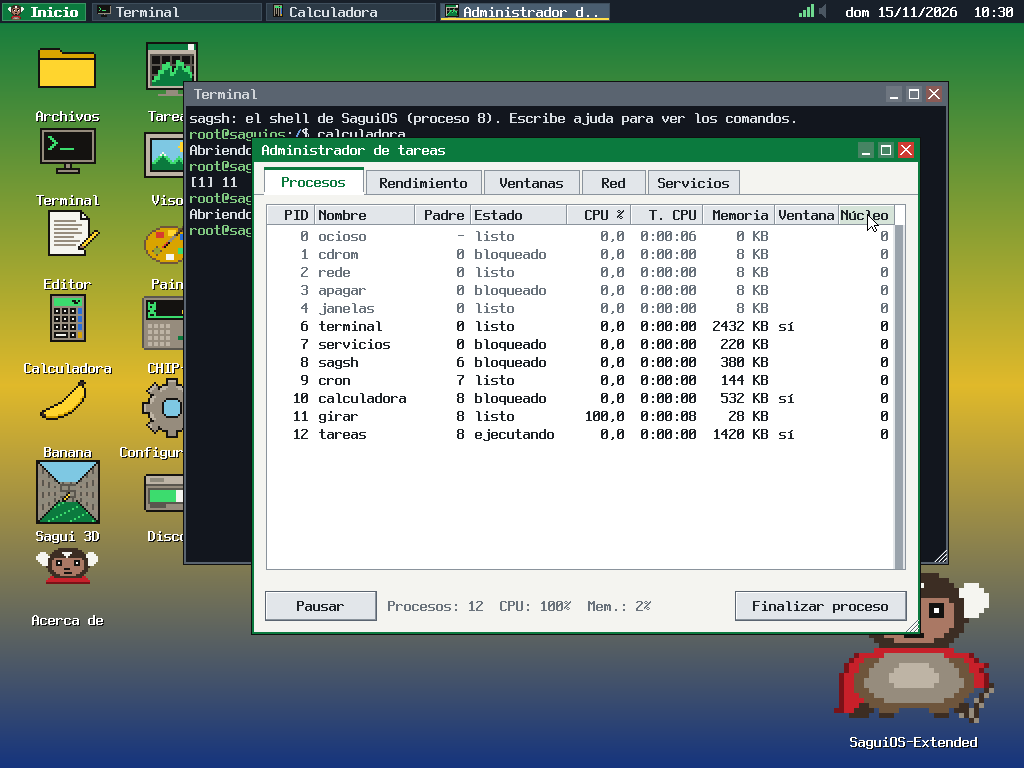 Inicio
Terminal
Calculadora
Administrador d..
dom 15/11/2026 10:30
Archivos
Terminal
Editor
Calculadora
Banana
Sagui 3D
Acerca de
Terminal
sagsh: el shell de SaguiOS (proceso 8). Escribe ajuda para ver los comandos.
root@saguios:/$ calculadora
Abriendo
[1] 11
Abriendo
Administrador de tareas
Procesos Rendimiento Ventanas Red Servicios
PID Nombre Padre Estado CPU % T. CPU Memoria Ventana Núcleo
0 ocioso - listo 0,0 0:00:06 0 KB 0
1 cdrom 0 bloqueado 0,0 0:00:00 8 KB 0
2 rede 0 listo 0,0 0:00:00 8 KB 0
3 apagar 0 bloqueado 0,0 0:00:00 8 KB 0
4 janelas 0 listo 0,0 0:00:00 8 KB 0
6 terminal 0 listo 0,0 0:00:00 2432 KB sí 0
7 servicios 0 bloqueado 0,0 0:00:00 220 KB 0
8 sagsh 6 bloqueado 0,0 0:00:00 380 KB 0
9 cron 7 listo 0,0 0:00:00 144 KB 0
10 calculadora 8 bloqueado 0,0 0:00:00 532 KB sí 0
11 girar 8 listo 100,0 0:00:08 28 KB 0
12 tareas 8 ejecutando 0,0 0:00:00 1420 KB sí 0
Pausar
Procesos: 12 CPU: 100% Mem.: 2%
Finalizar proceso
SaguiOS-Extended